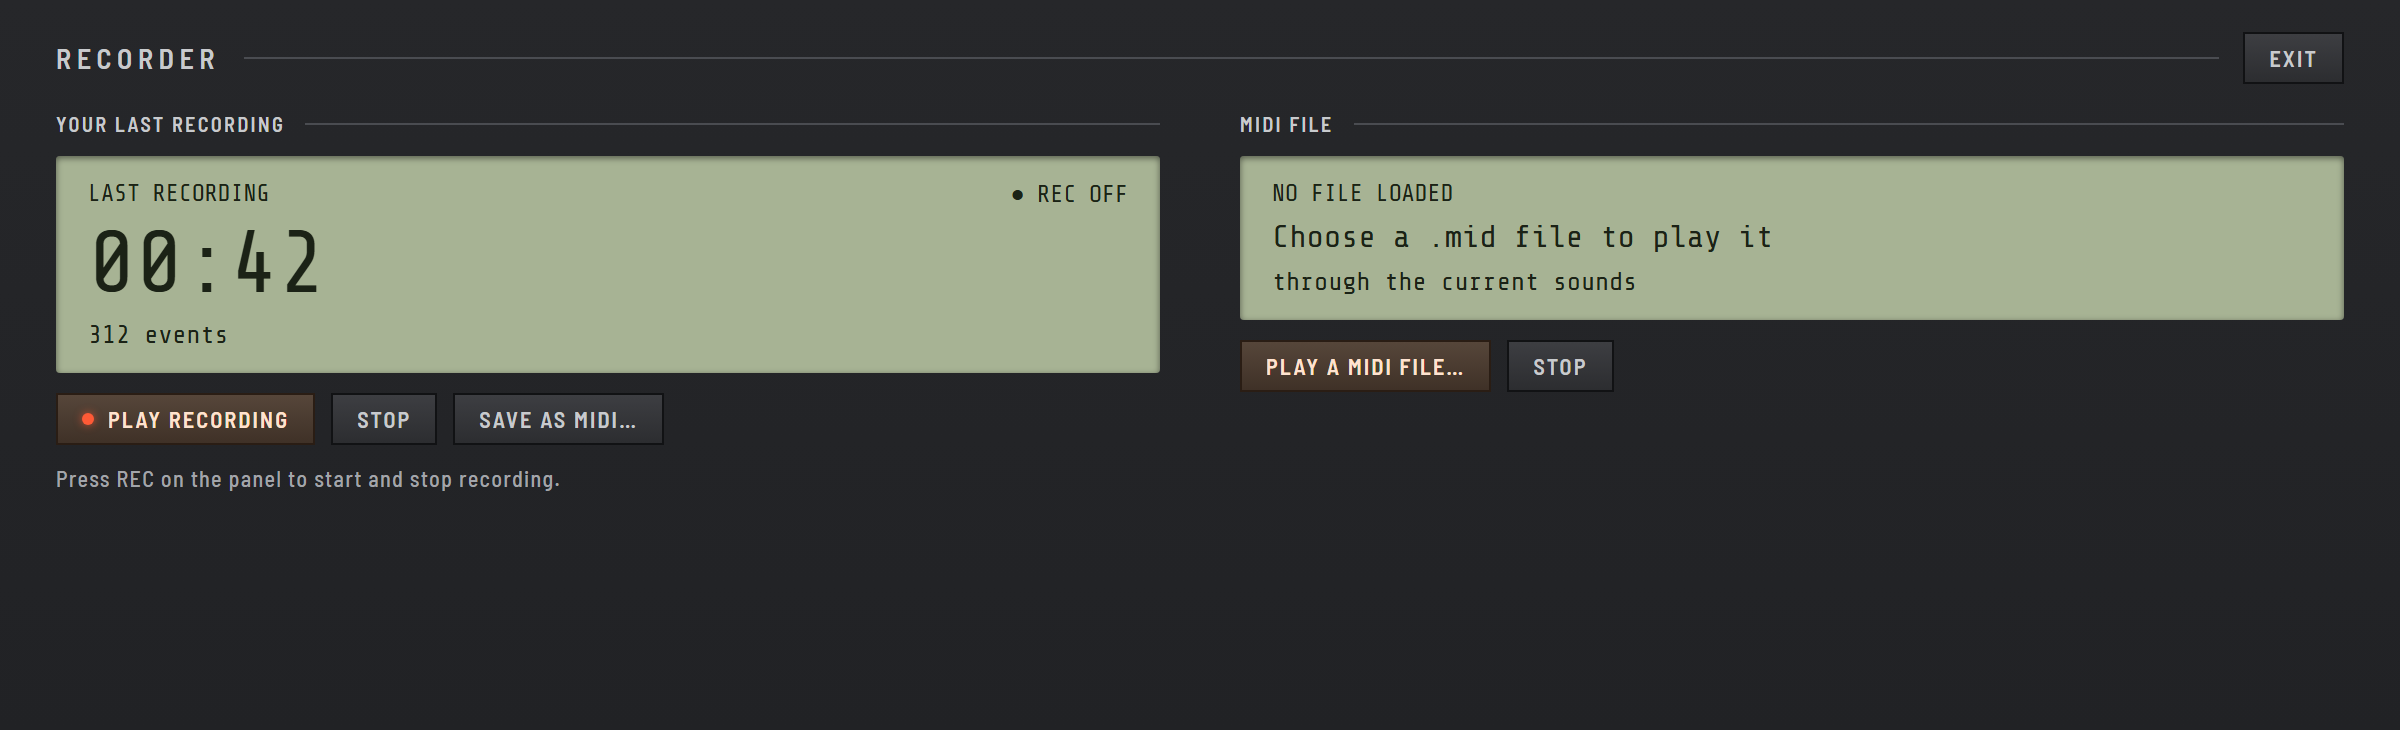 RECORDER
EXIT
YOUR LAST RECORDING
LAST RECORDING
● REC OFF
00:42
312 events
PLAY RECORDING
STOP
SAVE AS MIDI...
Press REC on the panel to start and stop recording.
MIDI FILE
NO FILE LOADED
Choose a .mid file to play it
through the current sounds
PLAY A MIDI FILE...
STOP